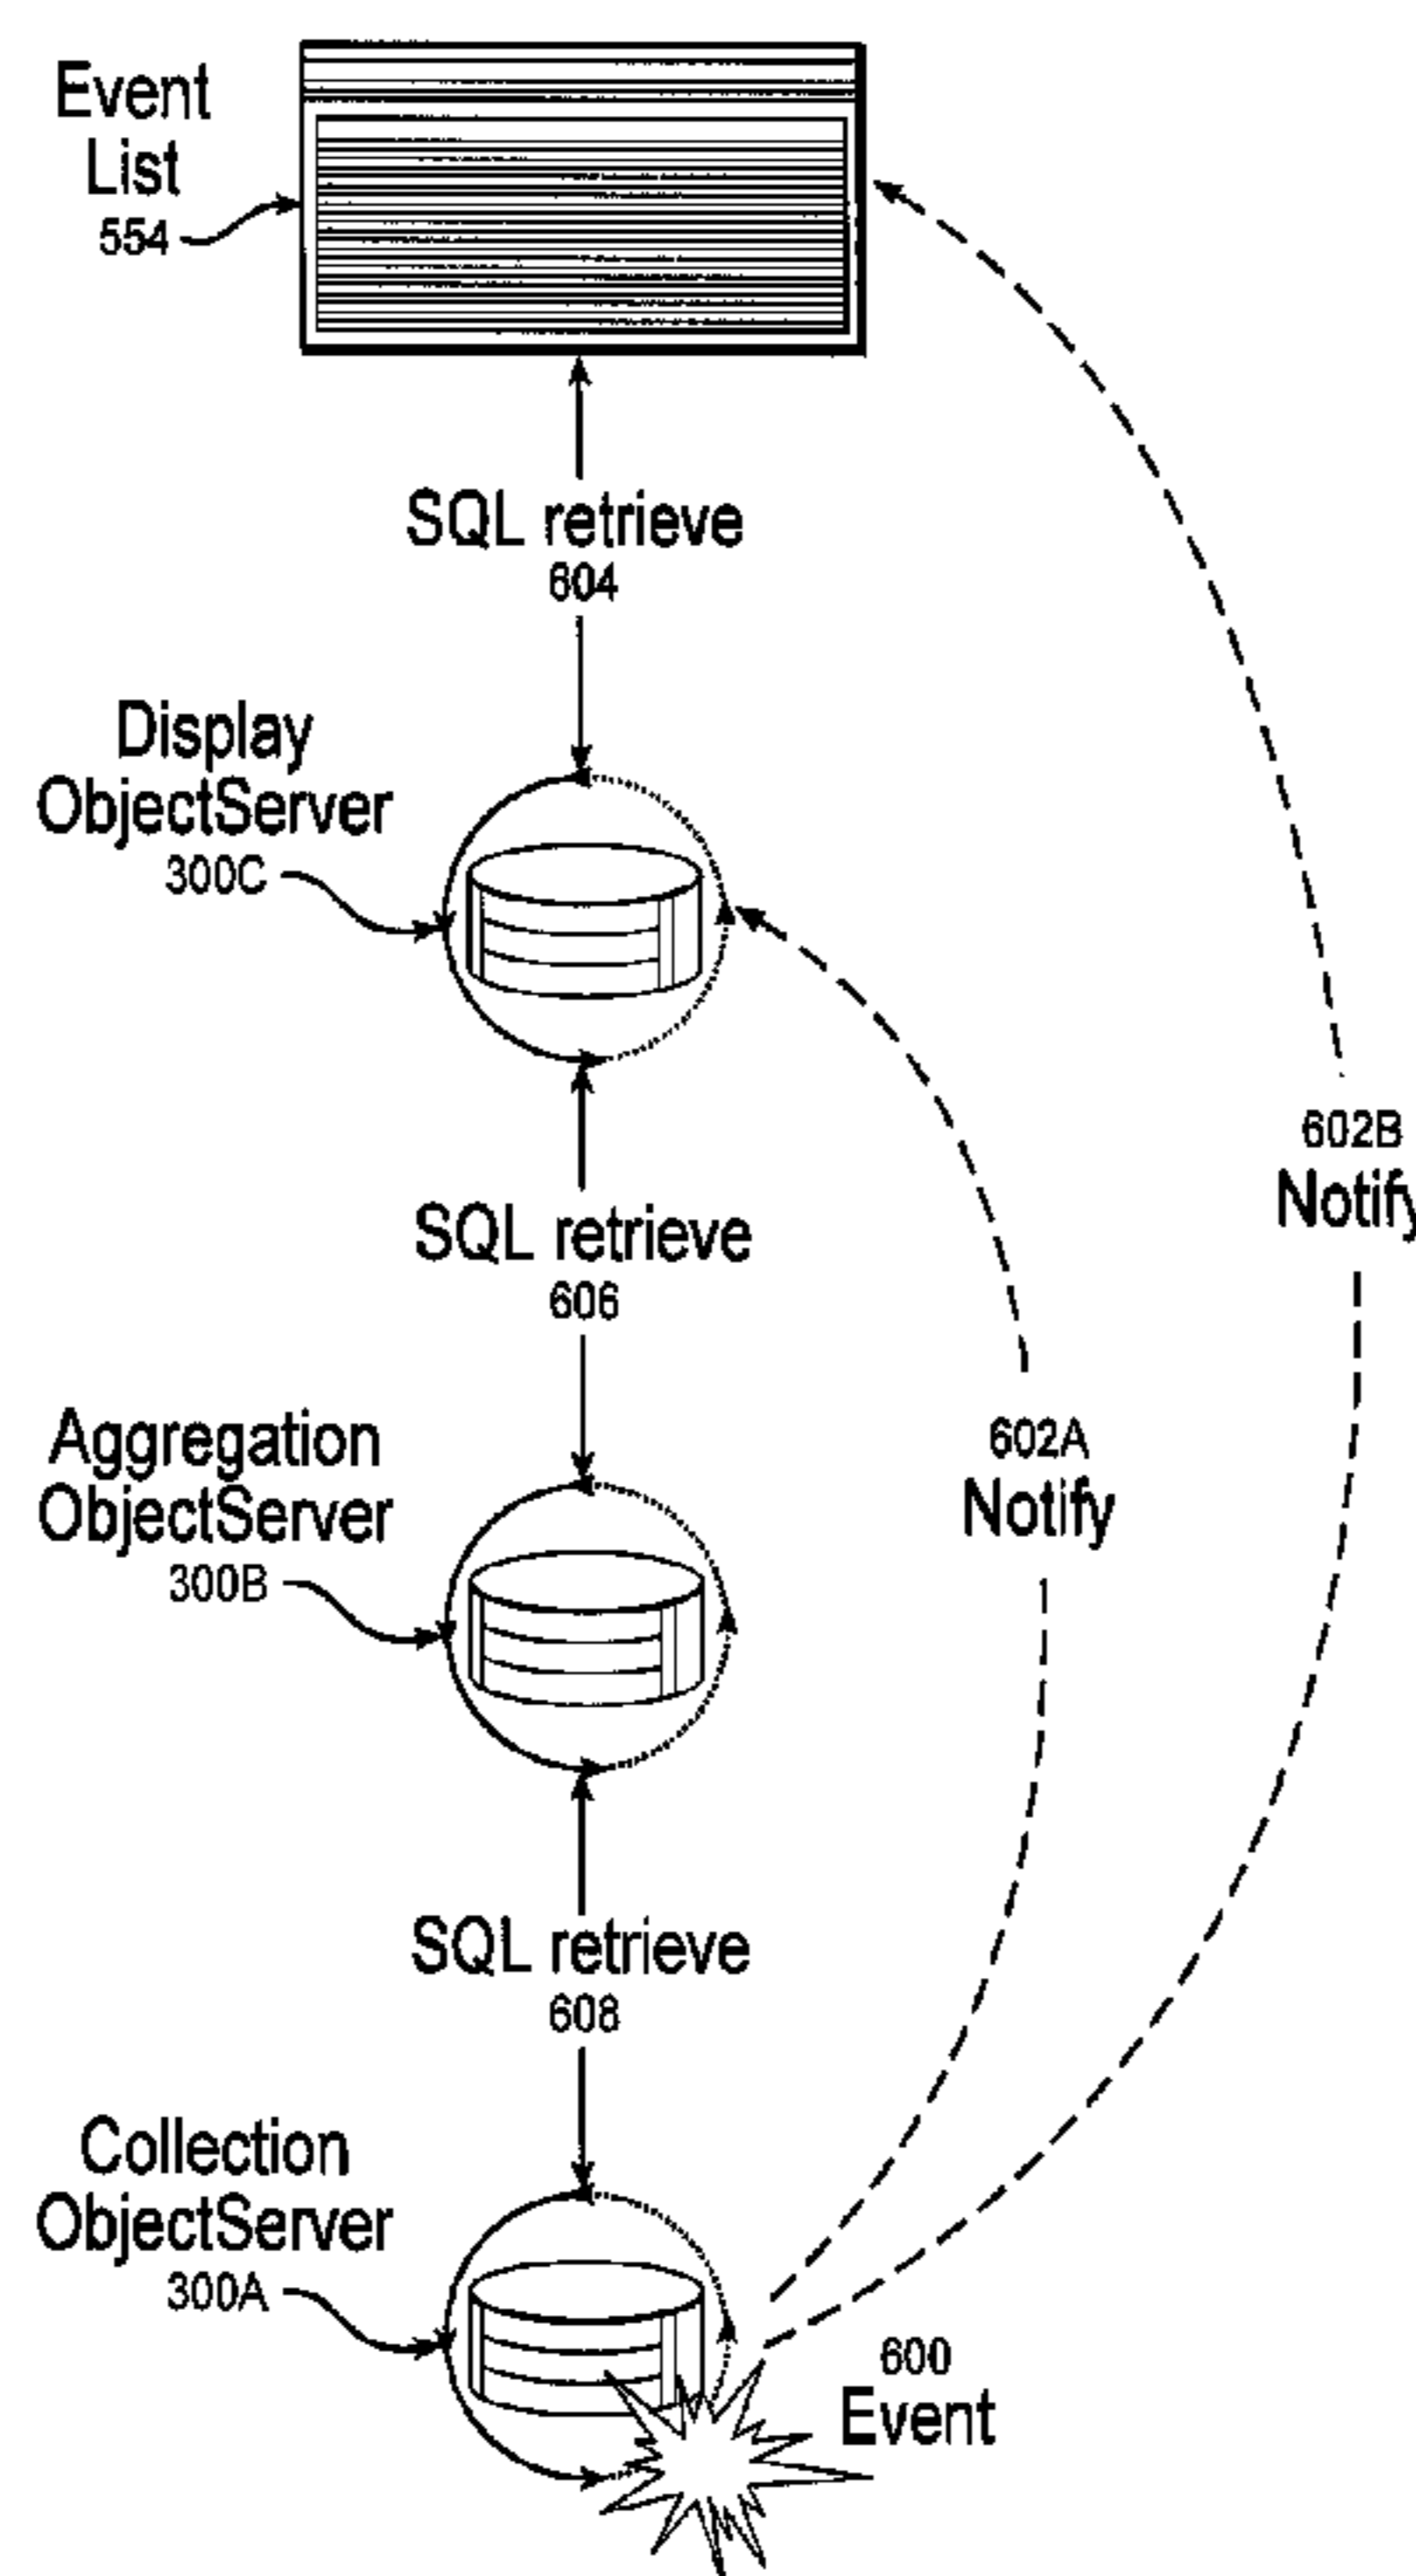 Event
List
554
SQL retrieve
604
Display
ObjectServer
300C
602B
Notify
SQL retrieve
606
602A
Notify
Aggregation
ObjectServer
300B
SQL retrieve
608
Collection
ObjectServer
300A
600
Event